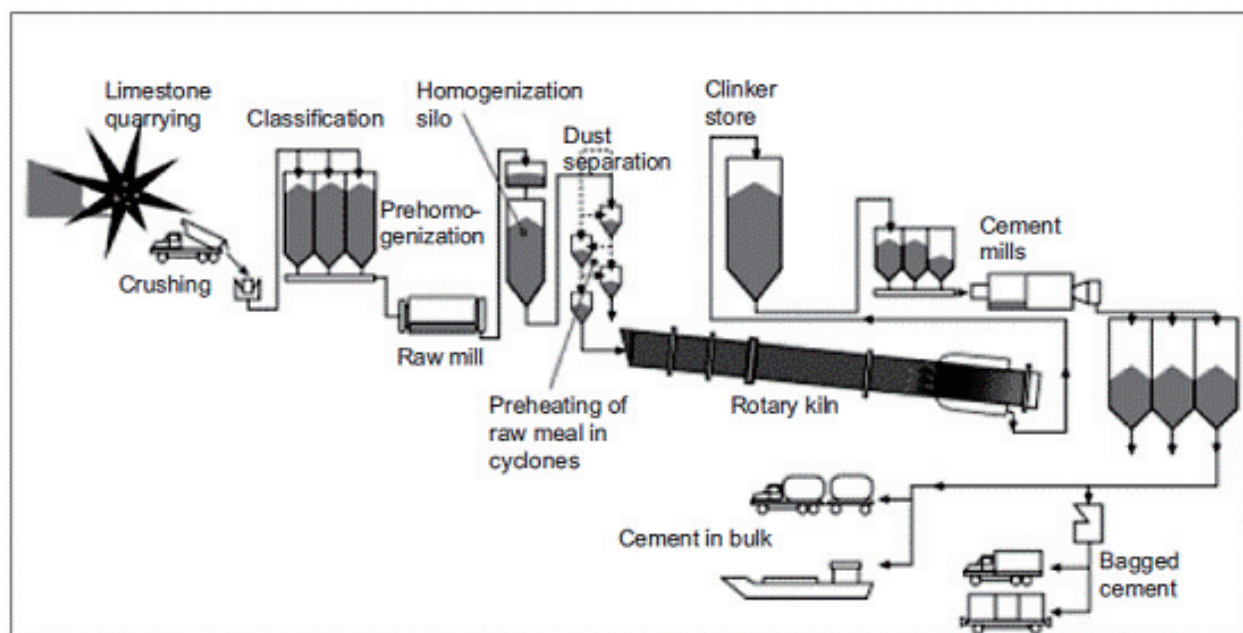 Limestone
quarrying
Classification
Homogenization
silo
Dust
separation
Clinker
store
Prehomo-
genization
Crushing
Raw mill
Cement
mills
Preheating of
raw meal in
cyclones
Rotary kiln
Cement in bulk
Bagged
cement